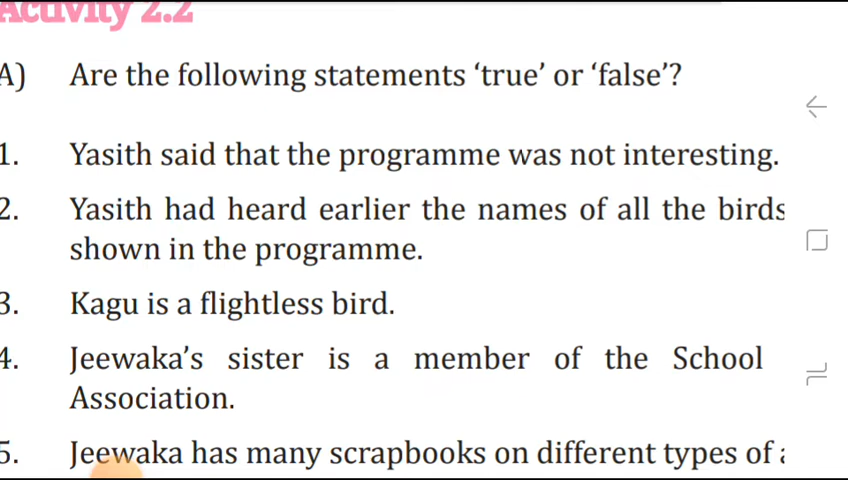 Activity 2.2
A) Are the following statements ‘true’ or ‘false’?
1. Yasith said that the programme was not interesting.
2. Yasith had heard earlier the names of all the birds
shown in the programme.
3. Kagu is a flightless bird.
4. Jeewaka’s sister is a member of the School
Association.
5. Jeewaka has many scrapbooks on different types of